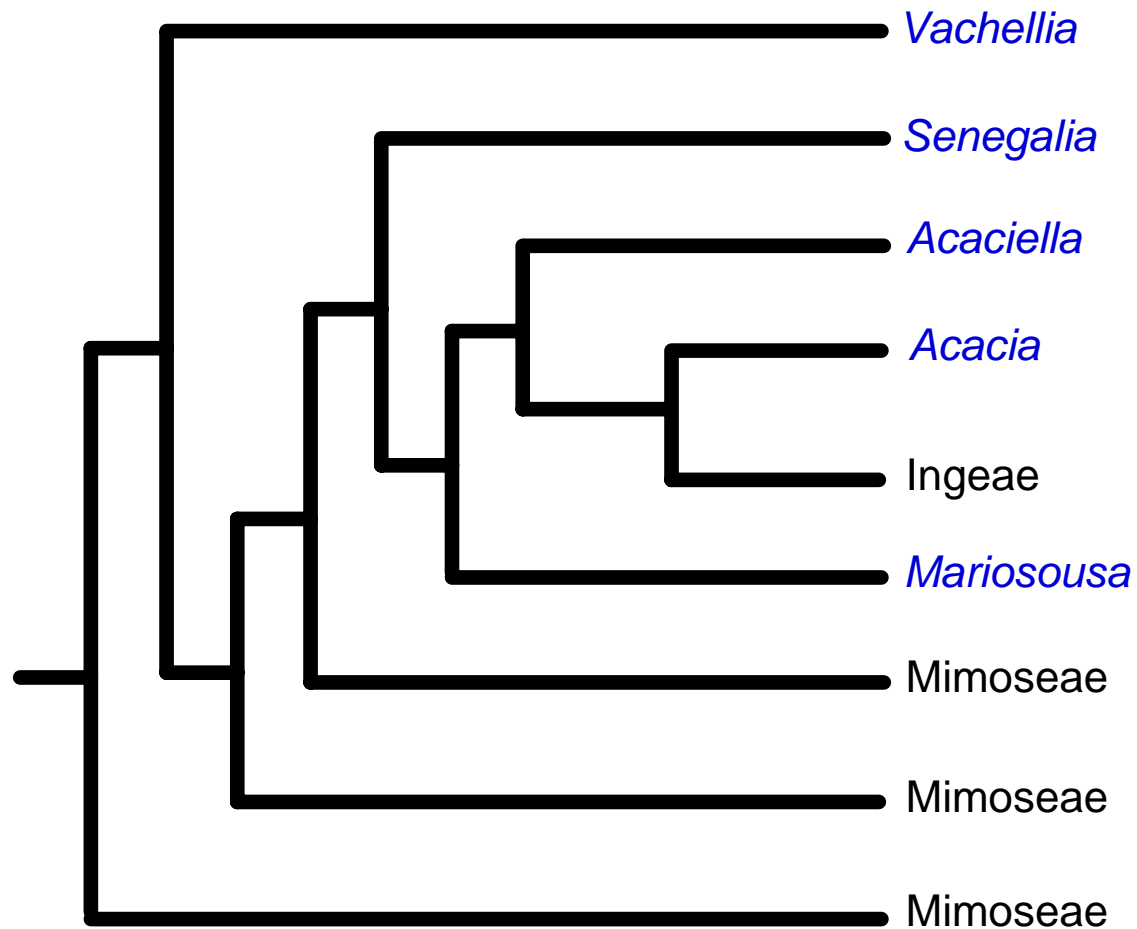 Vachellia
Senegalia
Acaciella
Acacia
Ingeae
Mariosousa
Mimoseae
Mimoseae
Mimoseae